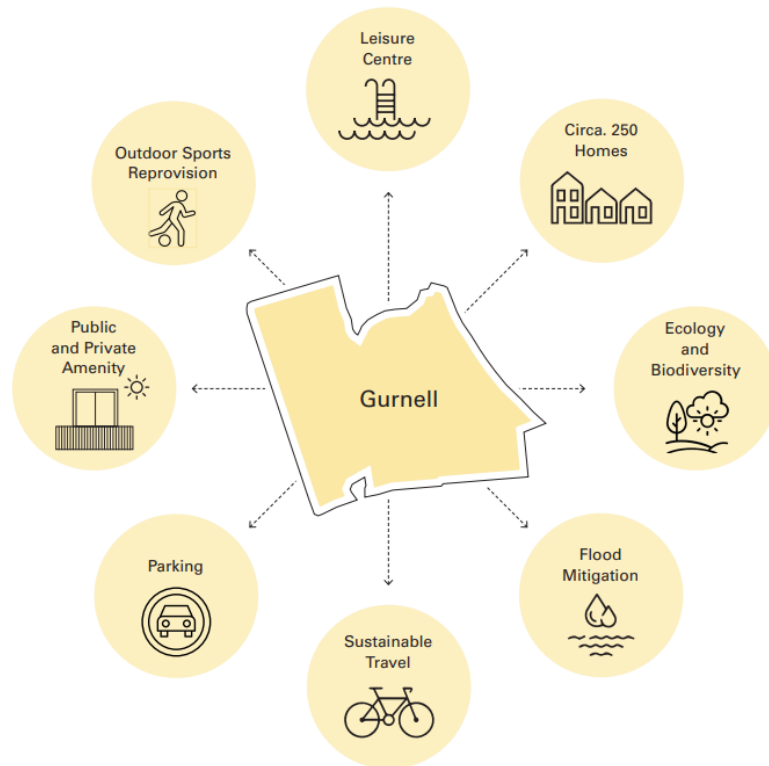 Leisure
Centre
Circa. 250
Homes
Outdoor Sports
Reprovision
Public
and Private
Amenity
Ecology
and
Biodiversity
Gurnell
Parking
Flood
Mitigation
Sustainable
Travel